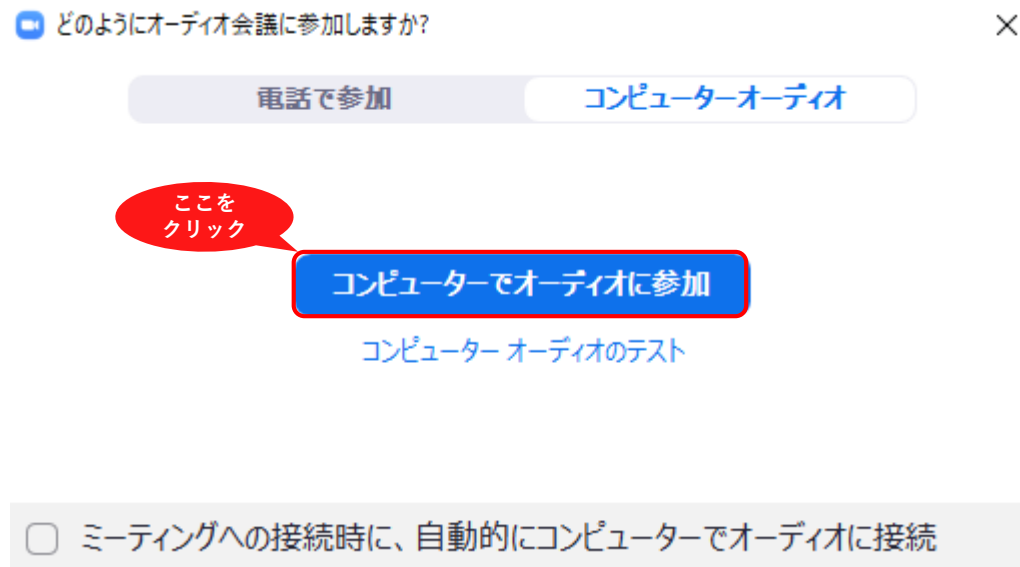 どのようにオーディオ会議に参加しますか?
電話で参加
コンピューターオーディオ
ここを
クリック
コンピューターでオーディオに参加
コンピューター オーディオのテスト
ミーティングへの接続時に、自動的にコンピューターでオーディオに接続